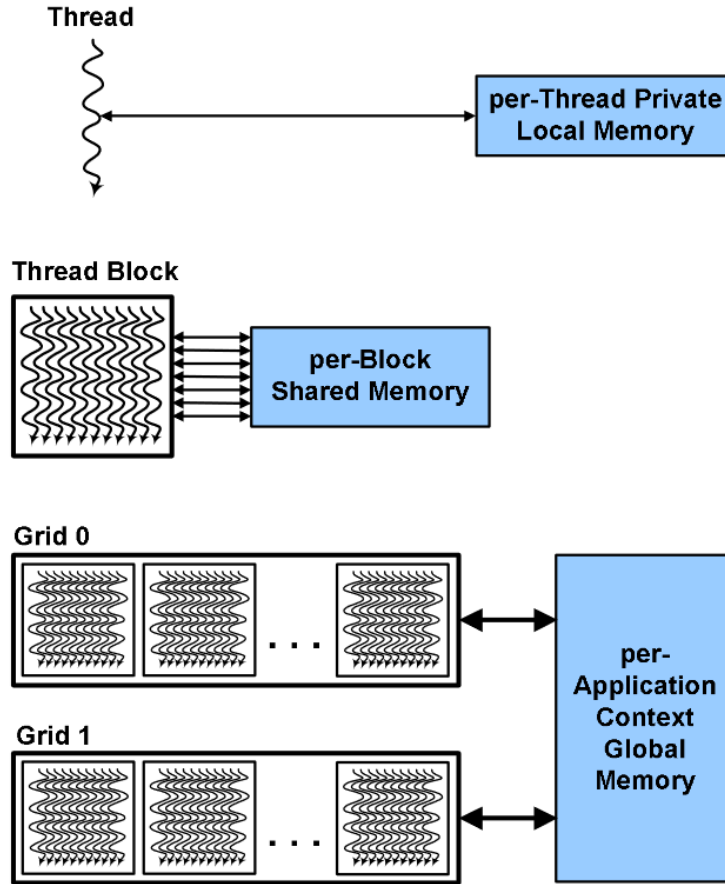 Thread
per-Thread Private
Local Memory
Thread Block
per-Block
Shared Memory
Grid 0
. . .
per-
Application
Context
Global
Memory
Grid 1
. . .